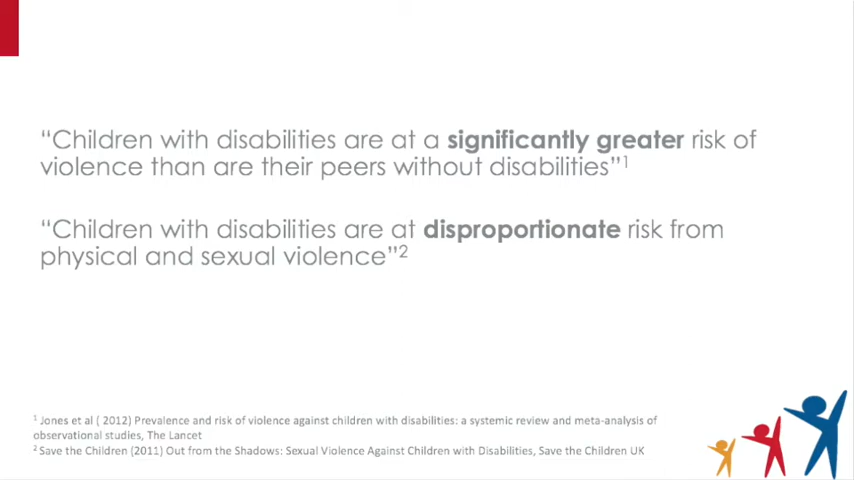 “Children with disabilities are at a significantly greater risk of
violence than are their peers without disabilities”1
“Children with disabilities are at disproportionate risk from
physical and sexual violence”2
1 Jones et al ( 2012) Prevalence and risk of violence against children with disabilities: a systemic review and meta-analysis of
observational studies, The Lancet
2 Save the Children (2011) Out from the Shadows: Sexual Violence Against Children with Disabilities, Save the Children UK